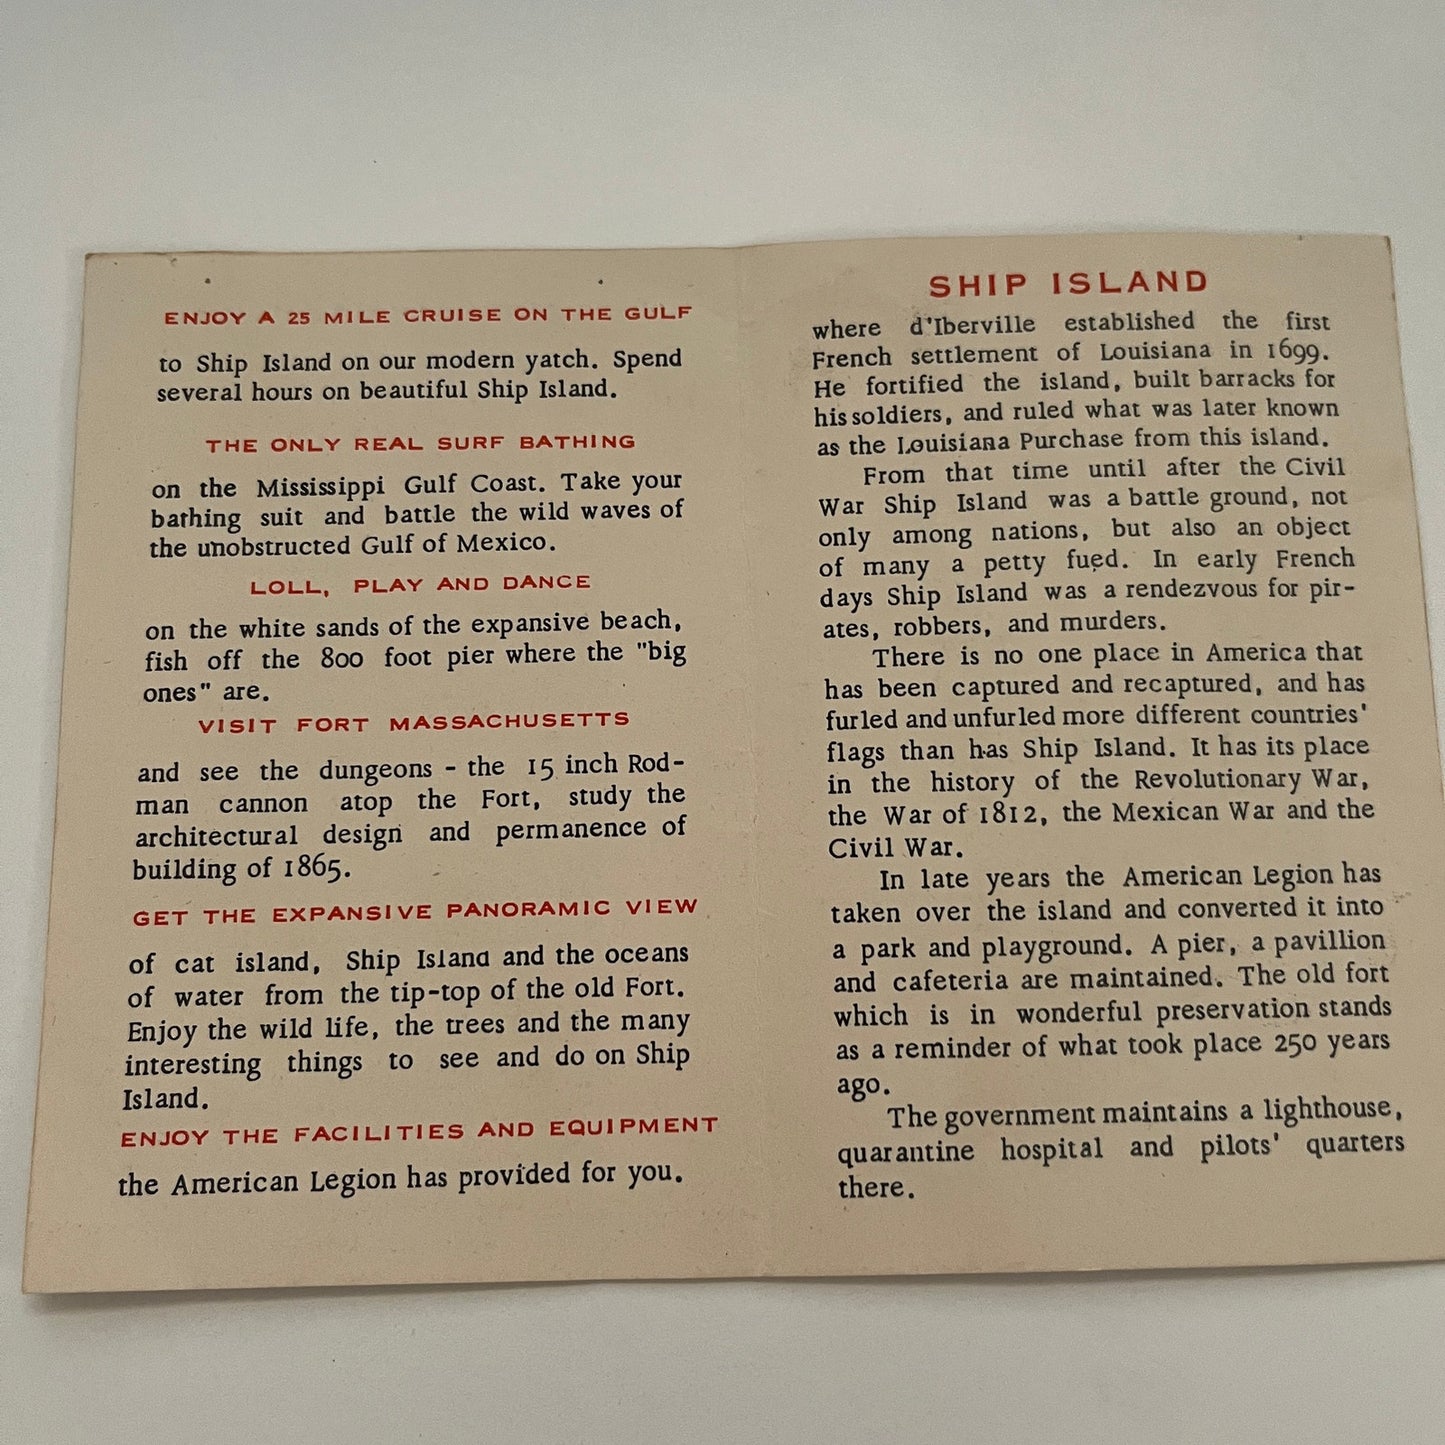 ENJOY A 25 MILE CRUISE ON THE GULF
to Ship Island on our modern yatch. Spend
several hours on beautiful Ship Island.
THE ONLY REAL SURF BATHING
on the Mississippi Gulf Coast. Take your
bathing suit and battle the wild waves of
the unobstructed Gulf of Mexico.
LOLL, PLAY AND DANCE
on the white sands of the expansive beach,
fish off the 800 foot pier where the "big
ones" are.
VISIT FORT MASSACHUSETTS
and see the dungeons - the 15 inch Rod-
man cannon atop the Fort, study the
architectural design and permanence of
building of 1865.
GET THE EXPANSIVE PANORAMIC VIEW
of cat island, Ship Island and the oceans
of water from the tip-top of the old Fort.
Enjoy the wild life, the trees and the many
interesting things to see and do on Ship
Island.
ENJOY THE FACILITIES AND EQUIPMENT
the American Legion has provided for you.
SHIP ISLAND
where d'Iberville established the first
French settlement of Louisiana in 1699.
He fortified the island, built barracks for
his soldiers, and ruled what was later known
as the Louisiana Purchase from this island.
From that time until after the Civil
War Ship Island was a battle ground, not
only among nations, but also an object
of many a petty fued. In early French
days Ship Island was a rendezvous for pir-
ates, robbers, and murders.
There is no one place in America that
has been captured and recaptured, and has
furled and unfurled more different countries'
flags than has Ship Island. It has its place
in the history of the Revolutionary War,
the War of 1812, the Mexican War and the
Civil War.
In late years the American Legion has
taken over the island and converted it into
a park and playground. A pier, a pavillion
and cafeteria are maintained. The old fort
which is in wonderful preservation stands
as a reminder of what took place 250 years
ago.
The government maintains a lighthouse,
quarantine hospital and pilots' quarters
there.